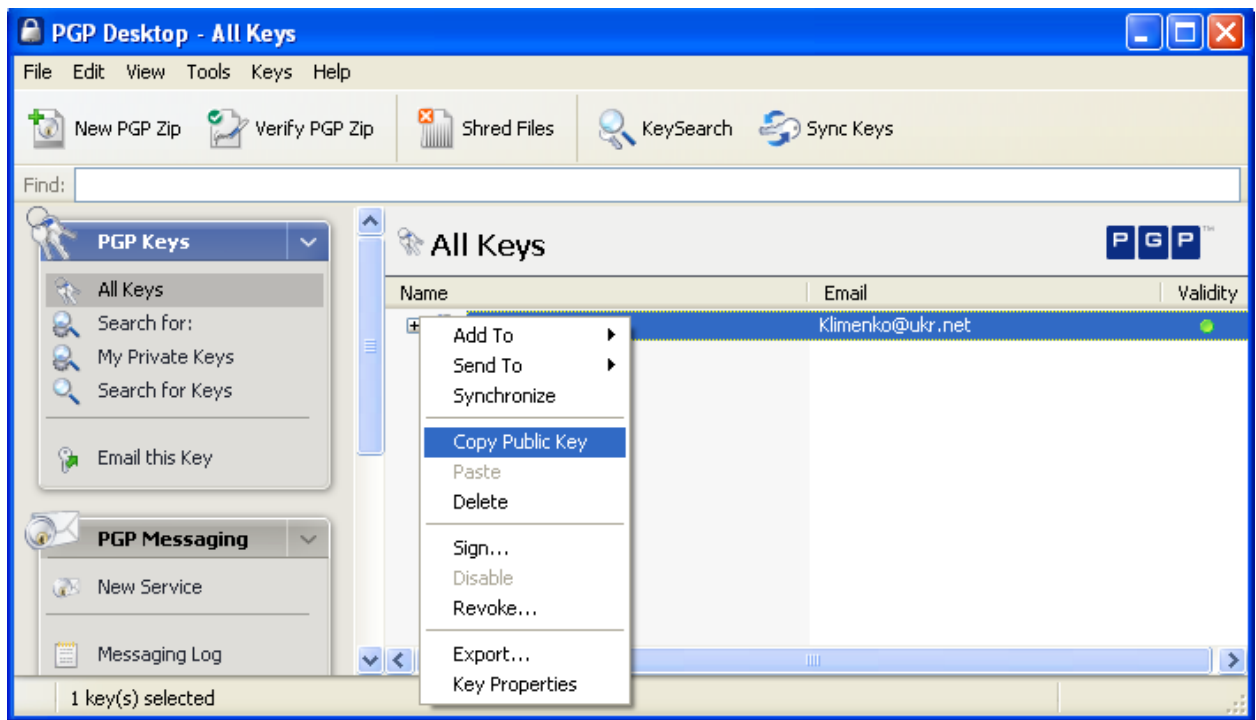 PGP Desktop - All Keys
File Edit View Tools Keys Help
New PGP Zip Verify PGP Zip Shred Files KeySearch Sync Keys
Find:
PGP Keys
All Keys
Search for:
My Private Keys
Search for Keys
Email this Key
PGP Messaging
New Service
Messaging Log
All Keys
PGP™
Name Email Validity
Klimenko@ukr.net
Add To
Send To
Synchronize
Copy Public Key
Paste
Delete
Sign...
Disable
Revoke...
Export...
Key Properties
1 key(s) selected